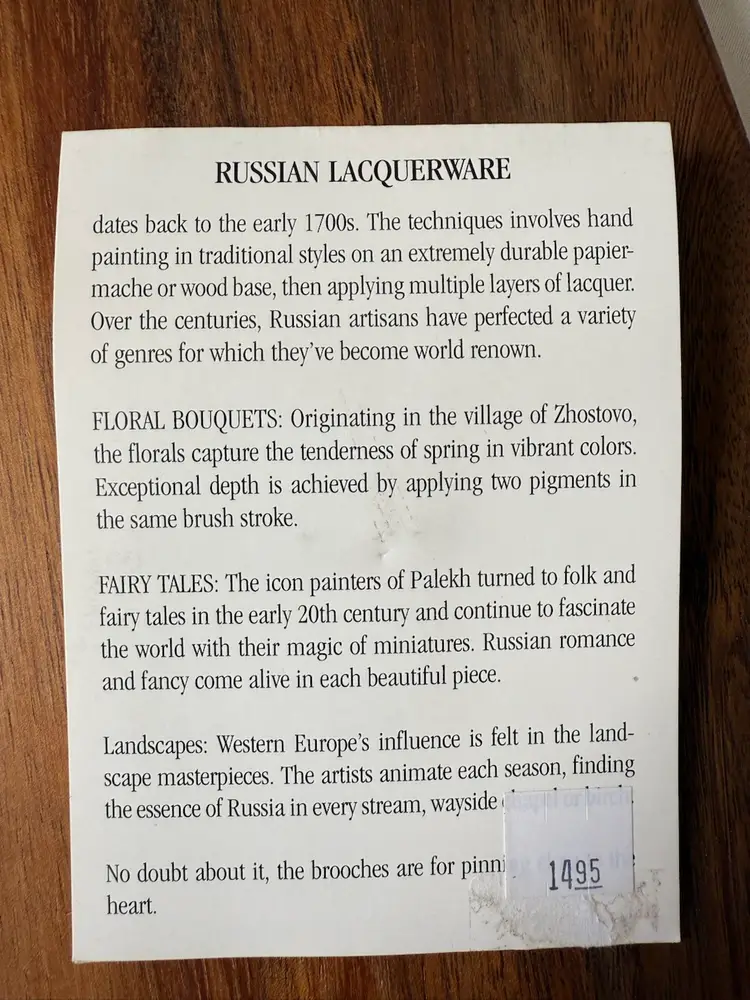 RUSSIAN LACQUERWARE
dates back to the early 1700s. The techniques involves hand
painting in traditional styles on an extremely durable papier-
mache or wood base, then applying multiple layers of lacquer.
Over the centuries, Russian artisans have perfected a variety
of genres for which they've become world renown.
FLORAL BOUQUETS: Originating in the village of Zhostovo,
the florals capture the tenderness of spring in vibrant colors.
Exceptional depth is achieved by applying two pigments in
the same brush stroke.
FAIRY TALES: The icon painters of Palekh turned to folk and
fairy tales in the early 20th century and continue to fascinate
the world with their magic of miniatures. Russian romance
and fancy come alive in each beautiful piece.
Landscapes: Western Europe's influence is felt in the land-
scape masterpieces. The artists animate each season, finding
the essence of Russia in every stream, wayside chapel or birch.
No doubt about it, the brooches are for
heart.
1495